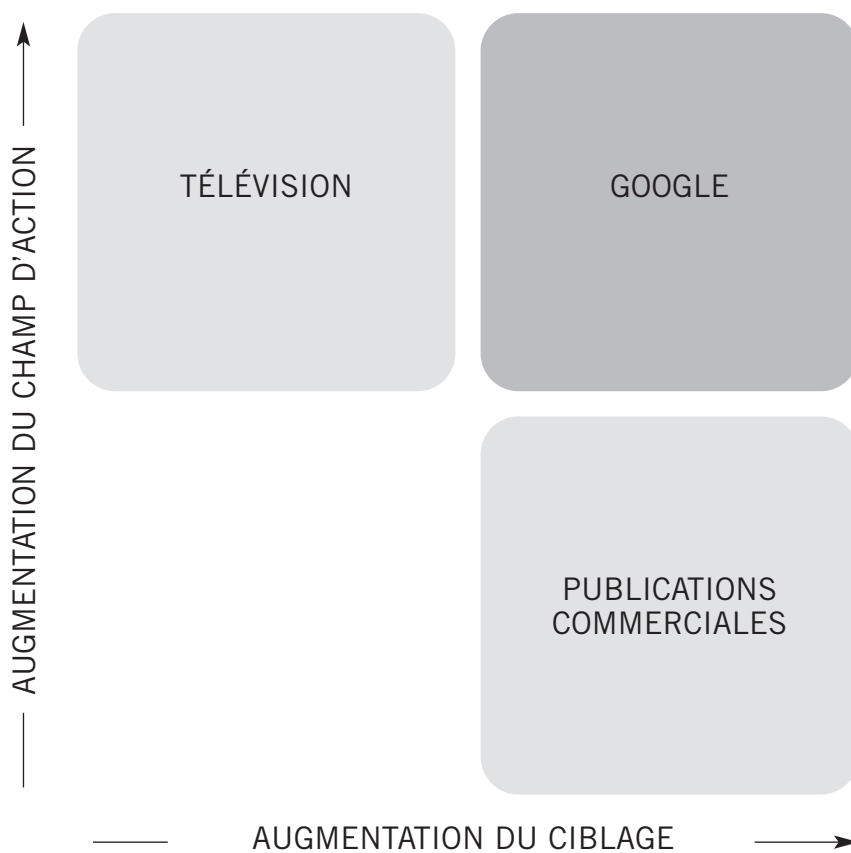 AUGMENTATION DU CHAMP D'ACTION
TÉLÉVISION
GOOGLE
PUBLICATIONS
COMMERCIALES
AUGMENTATION DU CIBLAGE